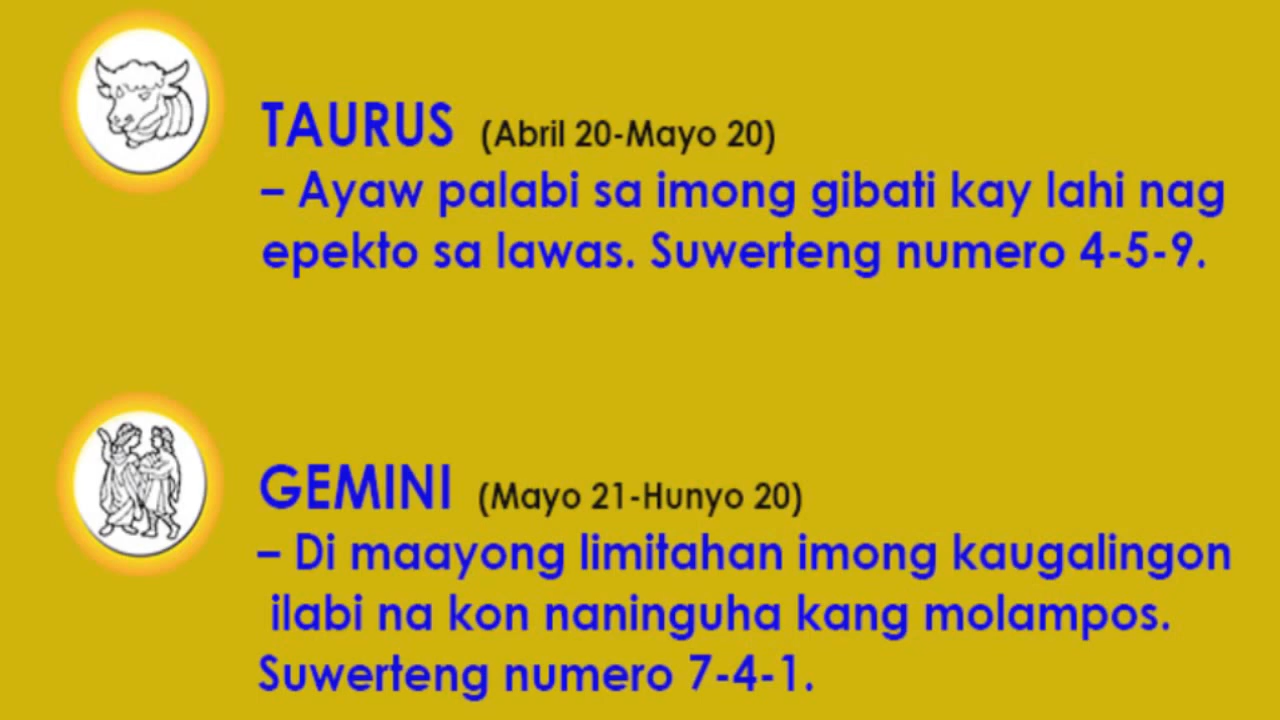 TAURUS (Abril 20-Mayo 20)
– Ayaw palabi sa imong gibati kay lahi nag
epekto sa lawas. Suwerteng numero 4-5-9.
GEMINI (Mayo 21-Hunyo 20)
– Di maayong limitahan imong kaugalingon
ilabi na kon naninguha kang molampos.
Suwerteng numero 7-4-1.